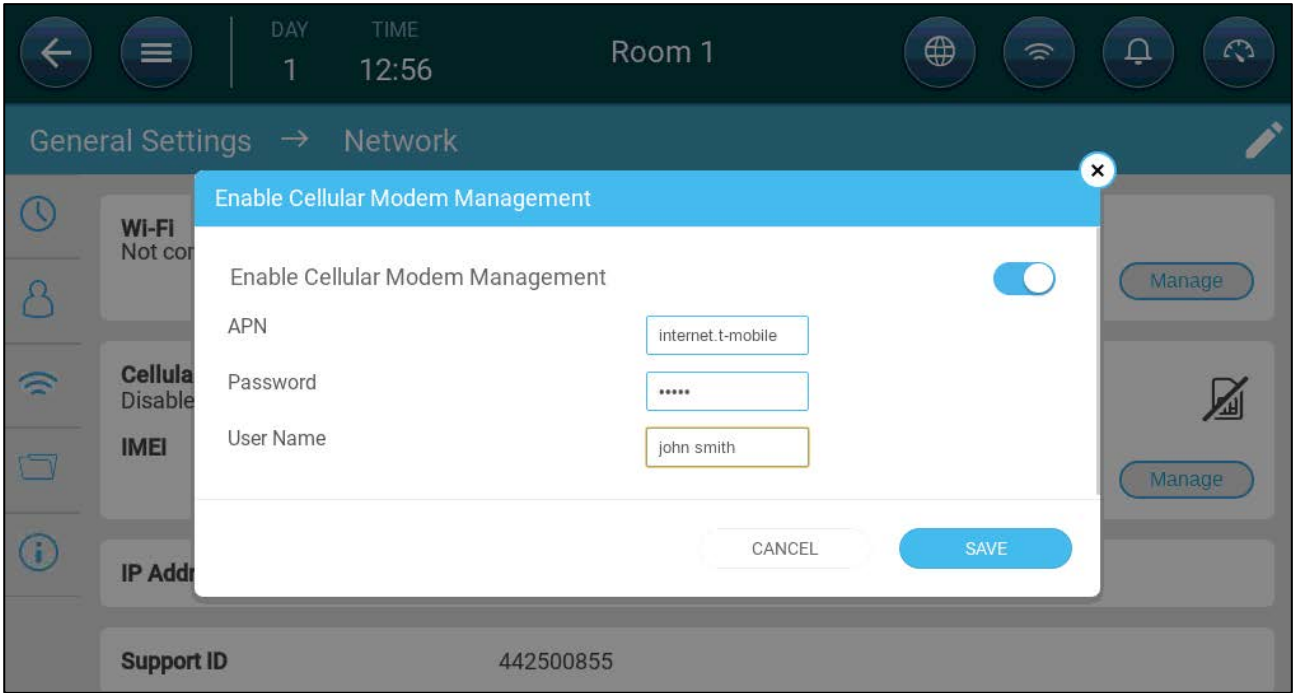 DAY TIME
1 12:56
Room 1
General Settings → Network
Enable Cellular Modem Management
Wi-Fi
Not con
Enable Cellular Modem Management
Manage
APN
internet.t-mobile
Cellula
Disable
Password
•••••
IMEI
User Name
john smith
Manage
CANCEL
SAVE
IP Addr
Support ID
442500855